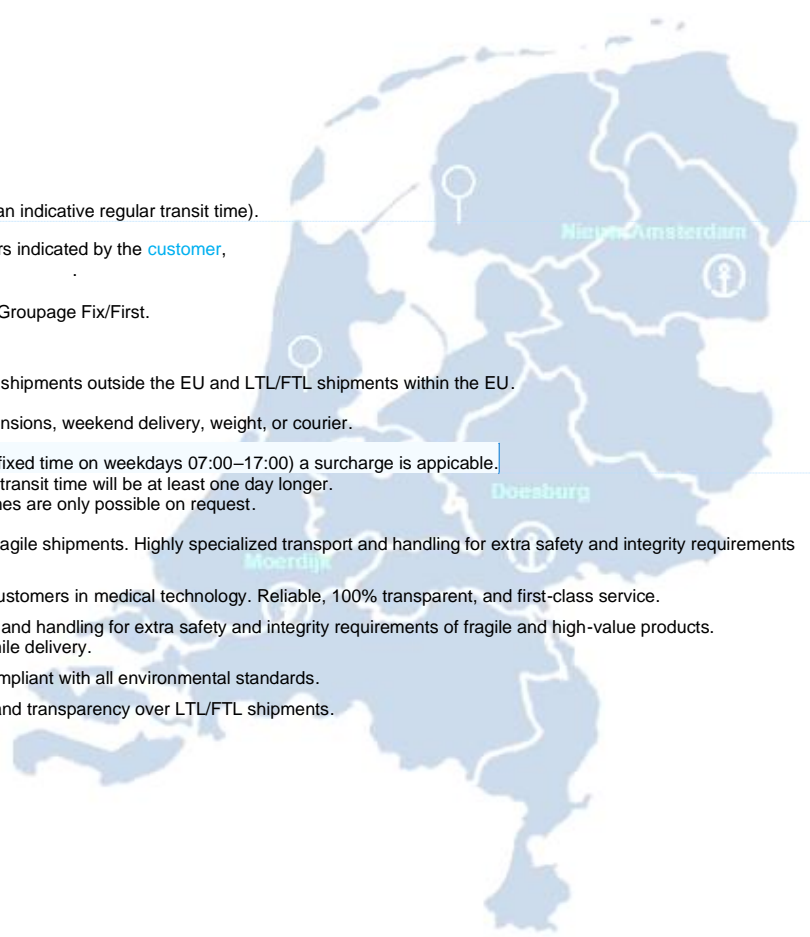 an indicative regular transit time).
rs indicated by the customer,
.
Nieuw Amsterdam
Groupage Fix/First.
shipments outside the EU and LTL/FTL shipments within the EU.
nsions, weekend delivery, weight, or courier.
fixed time on weekdays 07:00–17:00) a surcharge is appicable.
transit time will be at least one day longer.
Doesburg
nes are only possible on request.
agile shipments. Highly specialized transport and handling for extra safety and integrity requirements
Moerdijk
ustomers in medical technology. Reliable, 100% transparent, and first-class service.
and handling for extra safety and integrity requirements of fragile and high-value products.
nile delivery.
mpliant with all environmental standards.
and transparency over LTL/FTL shipments.